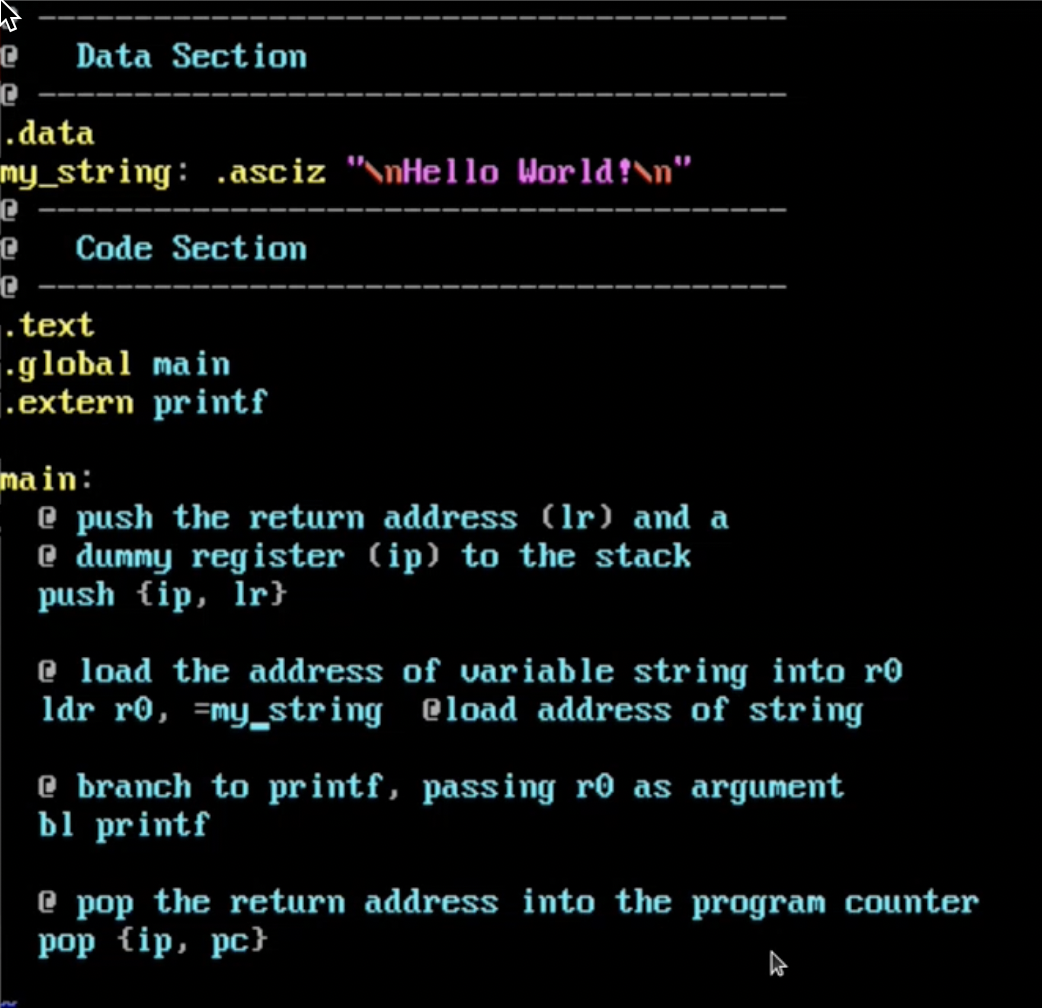 @ ---------------------------------------
@   Data Section
@ ---------------------------------------
.data
my_string: .asciz "\nHello World!\n"
@ ---------------------------------------
@   Code Section
@ ---------------------------------------
.text
.global main
.extern printf

main:
  @ push the return address (lr) and a
  @ dummy register (ip) to the stack
  push {ip, lr}

  @ load the address of variable string into r0
  ldr r0, =my_string  @load address of string

  @ branch to printf, passing r0 as argument
  bl printf

  @ pop the return address into the program counter
  pop {ip, pc}

~